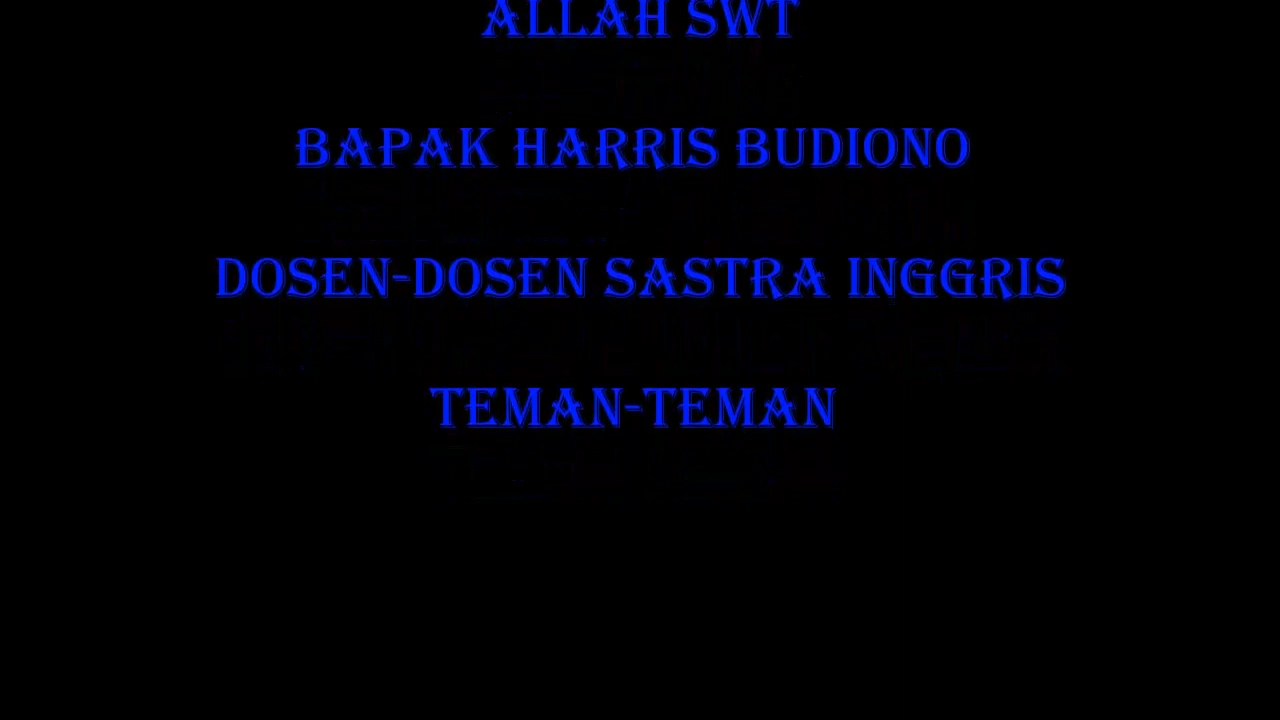 ALLAH SWT
BAPAK HARRIS BUDIONO
DOSEN-DOSEN SASTRA INGGRIS
TEMAN-TEMAN